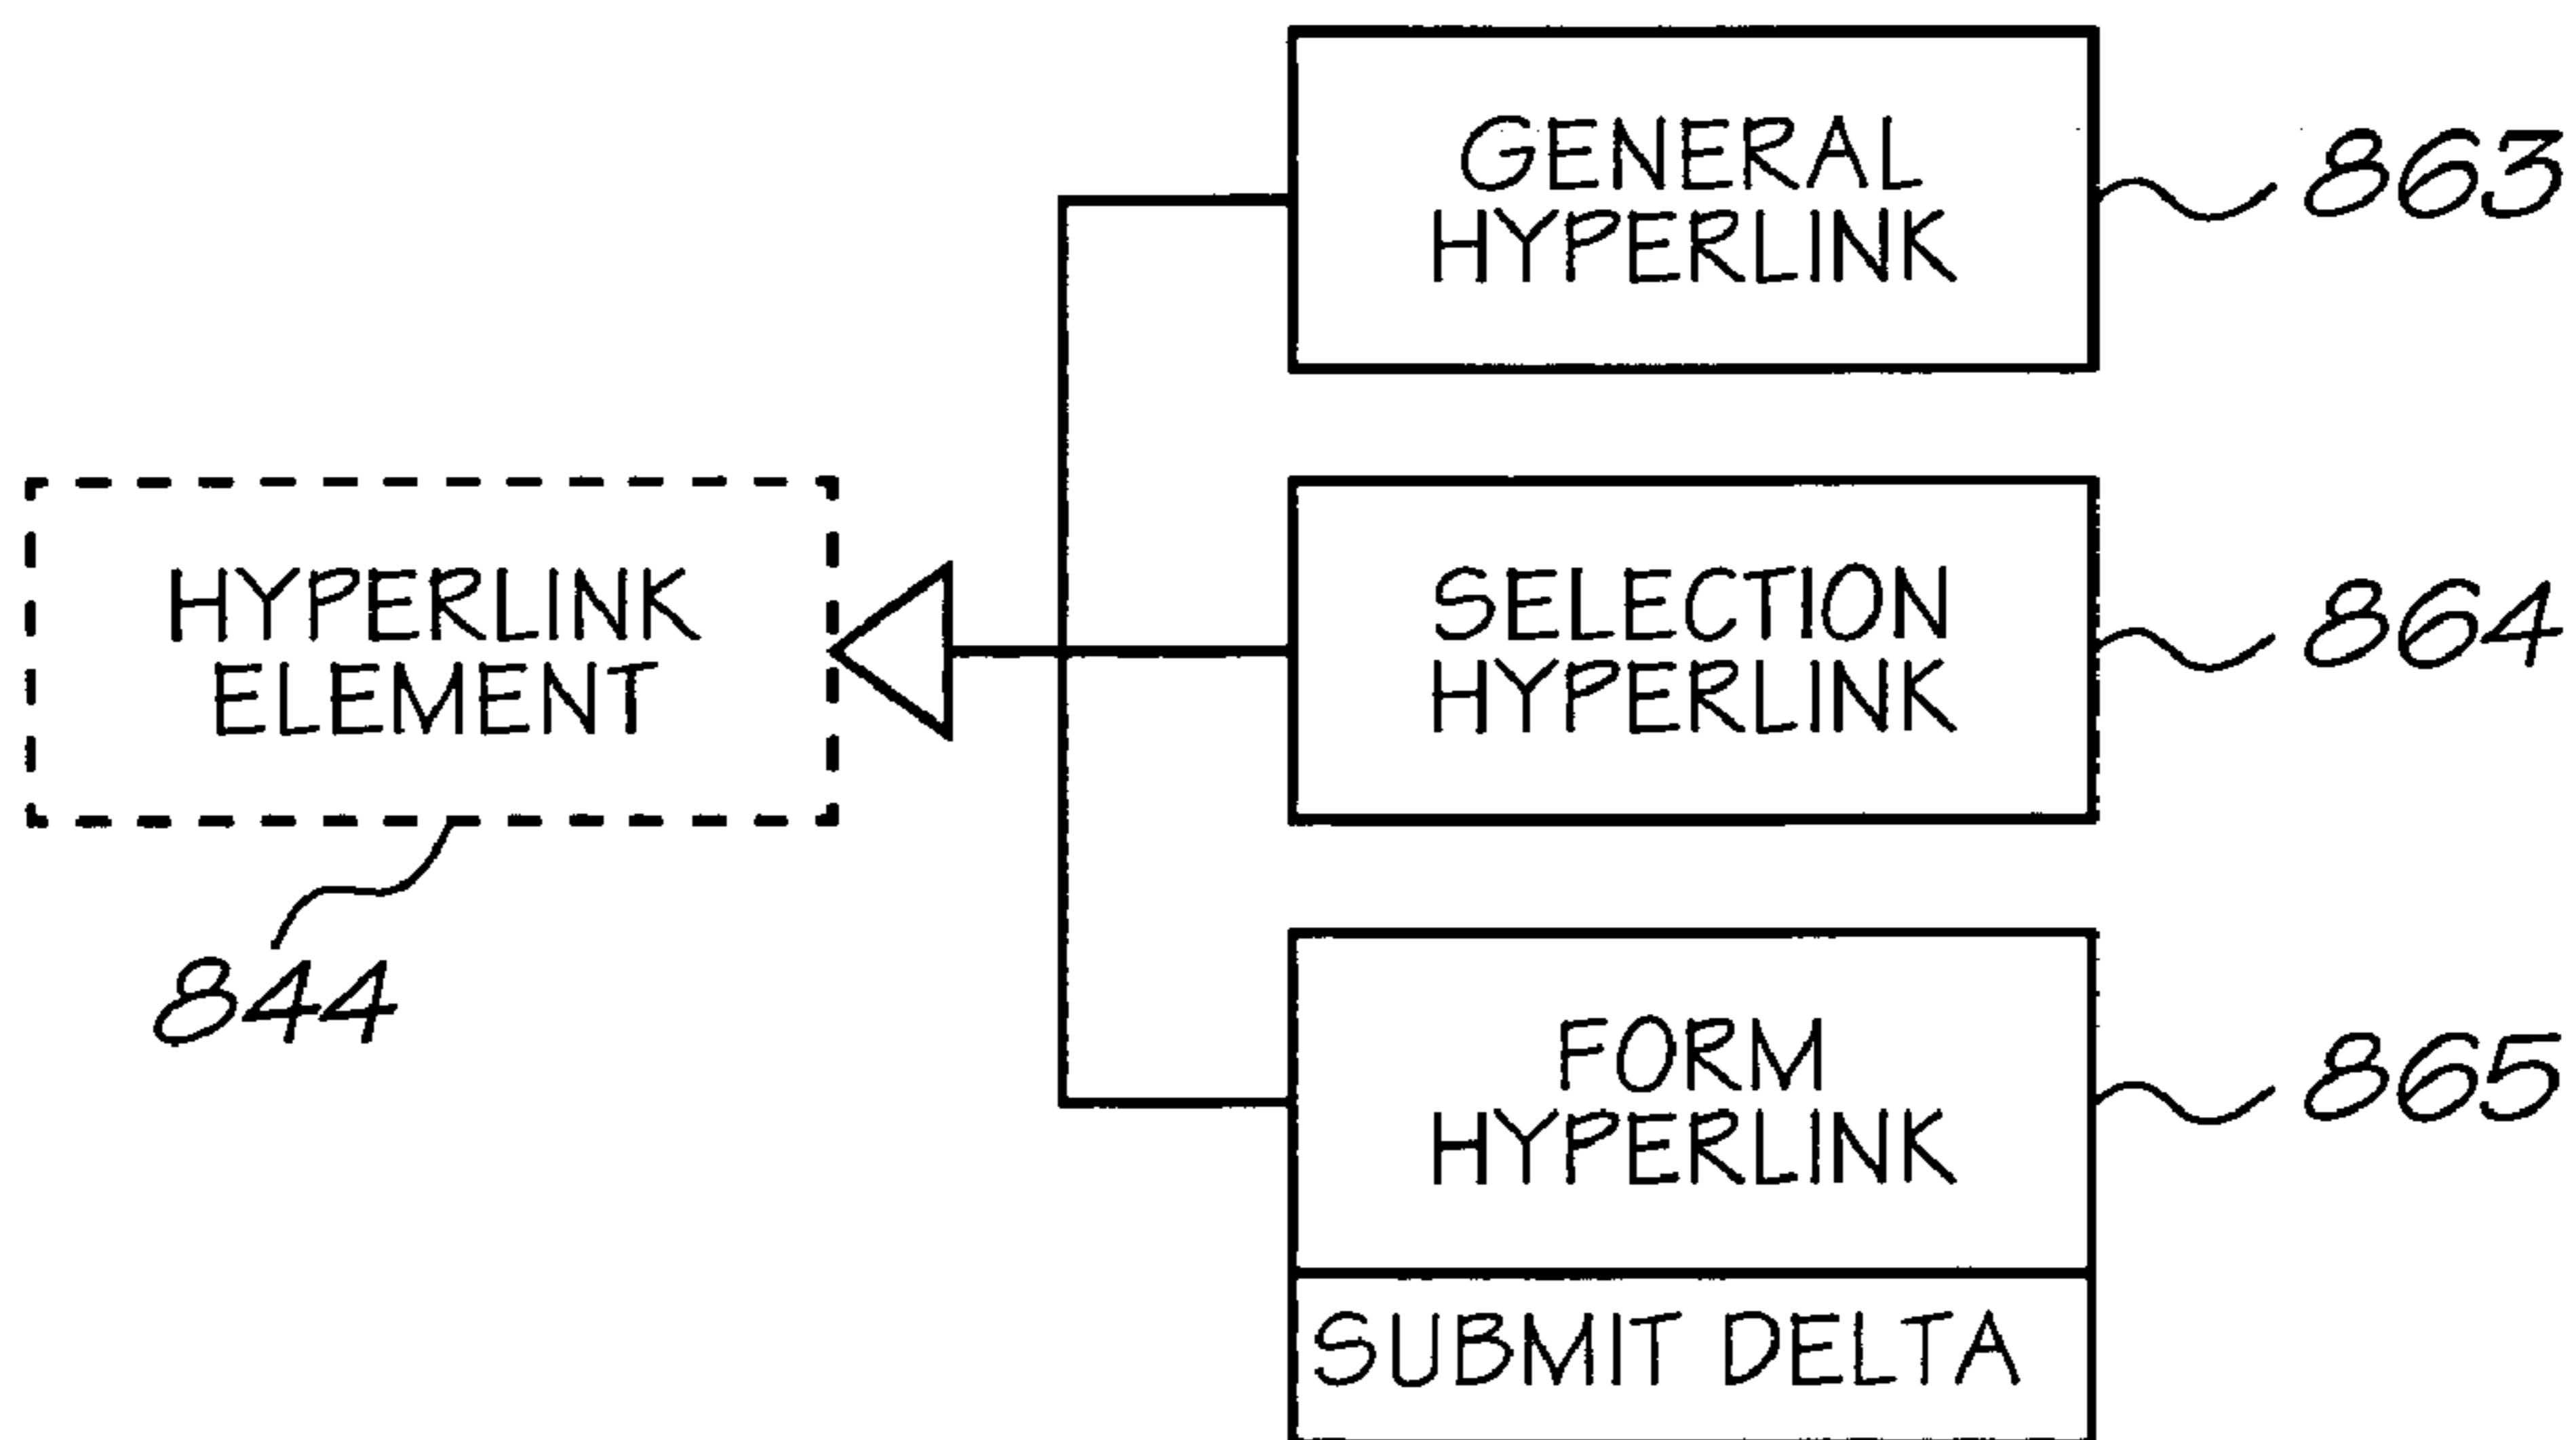 GENERAL
HYPERLINK
863
HYPERLINK
ELEMENT
844
SELECTION
HYPERLINK
864
FORM
HYPERLINK
865
SUBMIT DELTA